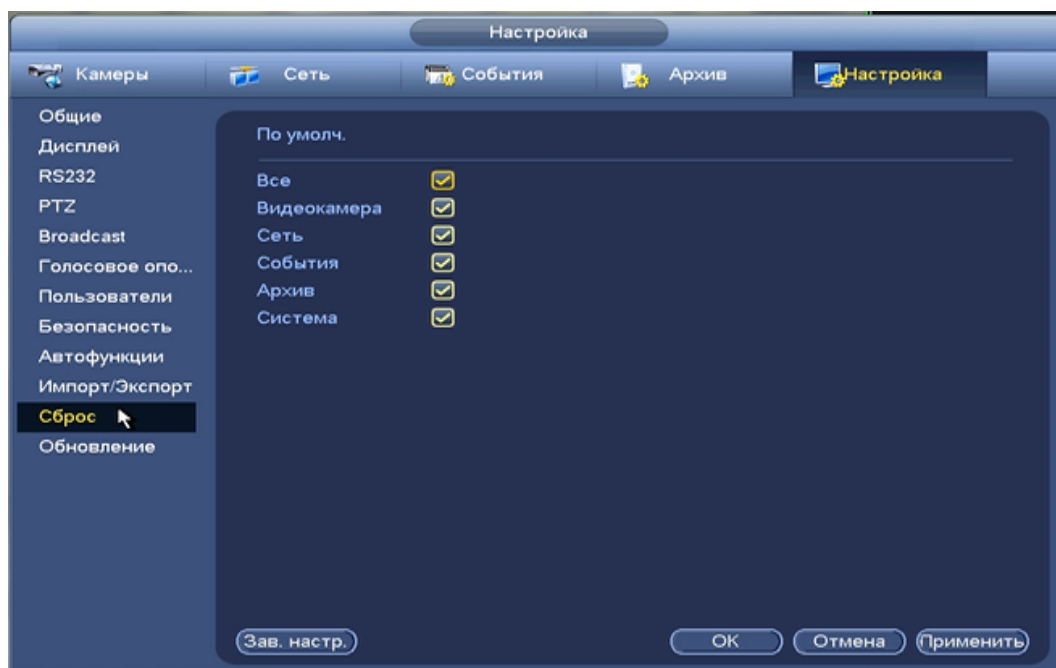 Настройка
Камеры
Сеть
События
Архив
Настройка
Общие
Дисплей
RS232
PTZ
Broadcast
Голосовое опо...
Пользователи
Безопасность
Автофункции
Импорт/Экспорт
Сброс
Обновление
По умолч.
Все
Видеокамера
Сеть
События
Архив
Система
Зав. настр.
OK
Отмена
Применить